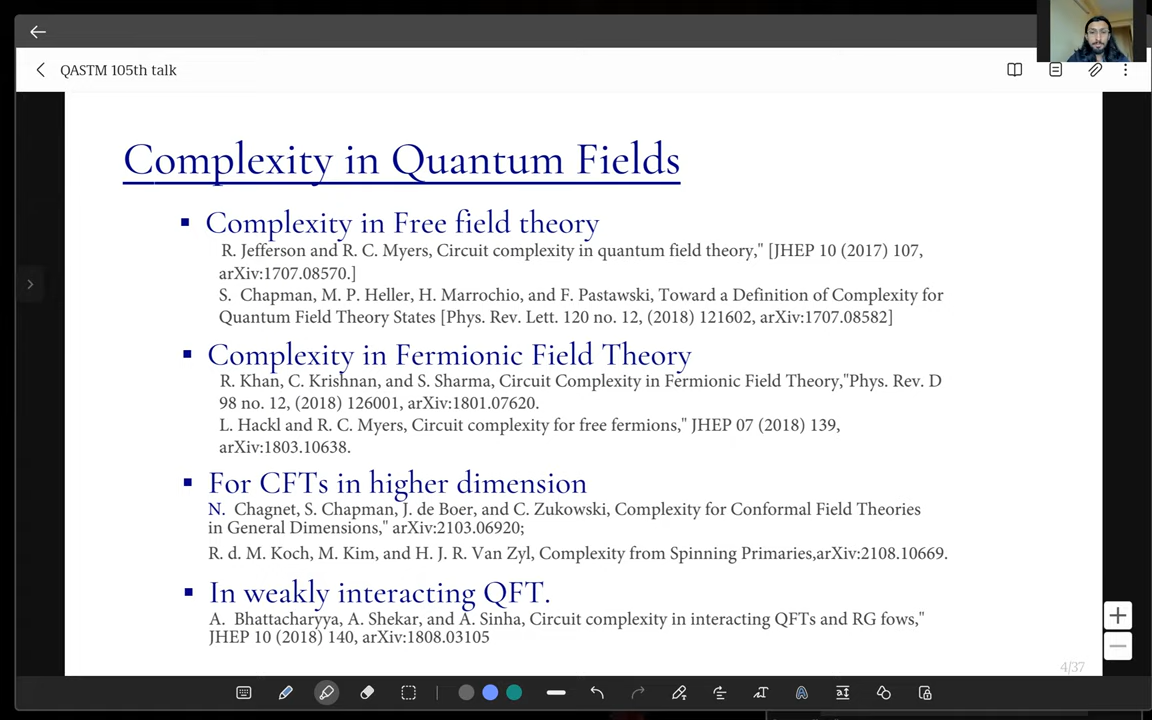 QASTM 105th talk
Complexity in Quantum Fields
▪ Complexity in Free field theory
R. Jefferson and R. C. Myers, Circuit complexity in quantum field theory," [JHEP 10 (2017) 107,
arXiv:1707.08570.]
S. Chapman, M. P. Heller, H. Marrochio, and F. Pastawski, Toward a Definition of Complexity for
Quantum Field Theory States [Phys. Rev. Lett. 120 no. 12, (2018) 121602, arXiv:1707.08582]
▪ Complexity in Fermionic Field Theory
R. Khan, C. Krishnan, and S. Sharma, Circuit Complexity in Fermionic Field Theory,"Phys. Rev. D
98 no. 12, (2018) 126001, arXiv:1801.07620.
L. Hackl and R. C. Myers, Circuit complexity for free fermions," JHEP 07 (2018) 139,
arXiv:1803.10638.
▪ For CFTs in higher dimension
N. Chagnet, S. Chapman, J. de Boer, and C. Zukowski, Complexity for Conformal Field Theories
in General Dimensions," arXiv:2103.06920;
R. d. M. Koch, M. Kim, and H. J. R. Van Zyl, Complexity from Spinning Primaries,arXiv:2108.10669.
▪ In weakly interacting QFT.
A. Bhattacharyya, A. Shekar, and A. Sinha, Circuit complexity in interacting QFTs and RG fows,"
JHEP 10 (2018) 140, arXiv:1808.03105
4/37